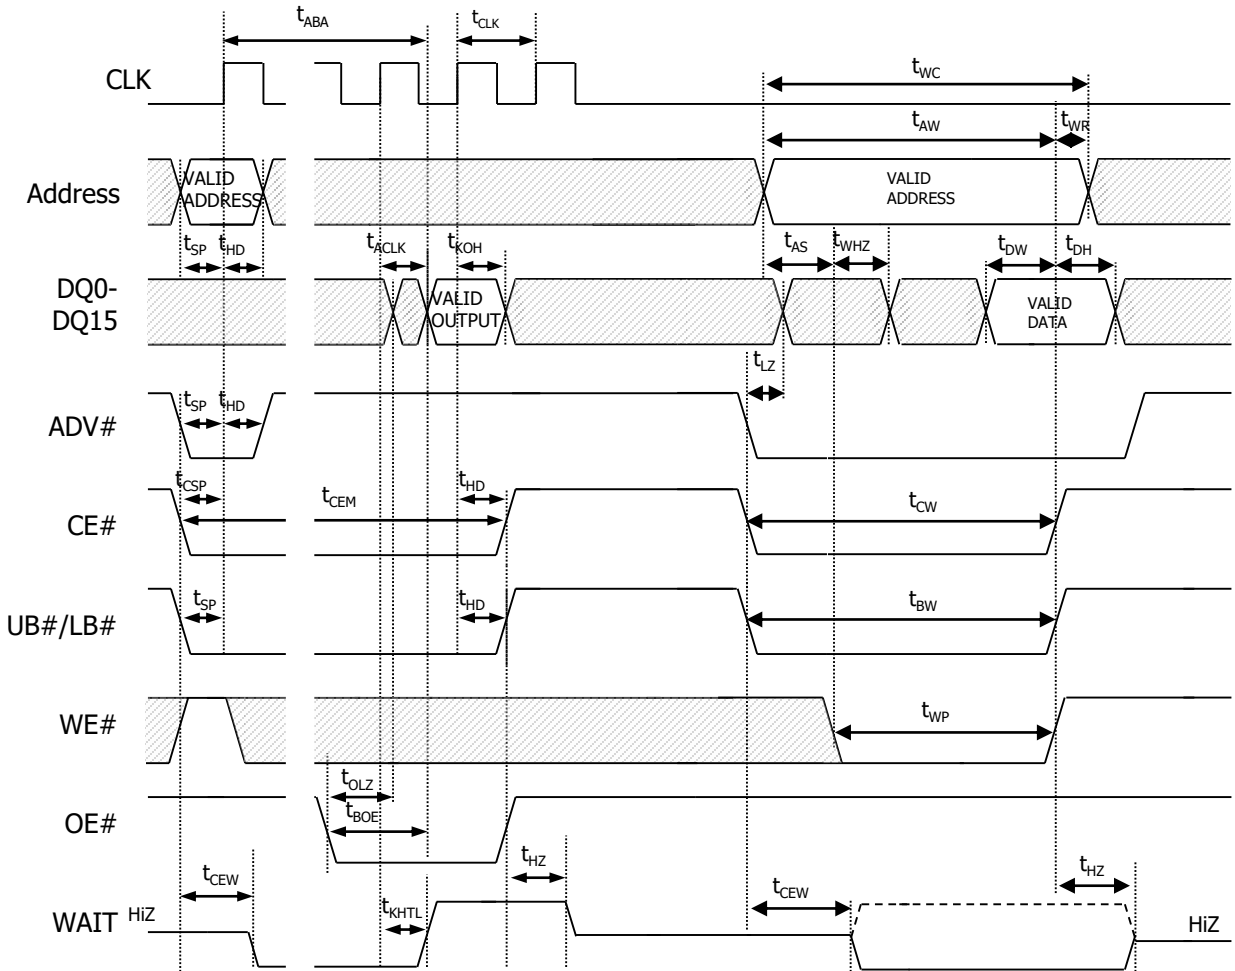 tABA
tCLK
CLK
tWC
tAW
tWR
Address
VALID
ADDRESS
VALID
ADDRESS
tSP
tHD
tACLK
tKOH
tAS
tWHZ
tDW
tDH
DQ0-
DQ15
VALID
OUTPUT
VALID
DATA
tLZ
ADV#
tSP
tHD
tCSP
tHD
CE#
tCEM
tCW
UB#/LB#
tSP
tHD
tBW
WE#
tWP
tOLZ
OE#
tBOE
tHZ
tHZ
tCEW
tCEW
WAIT
HiZ
tKHTL
HiZ